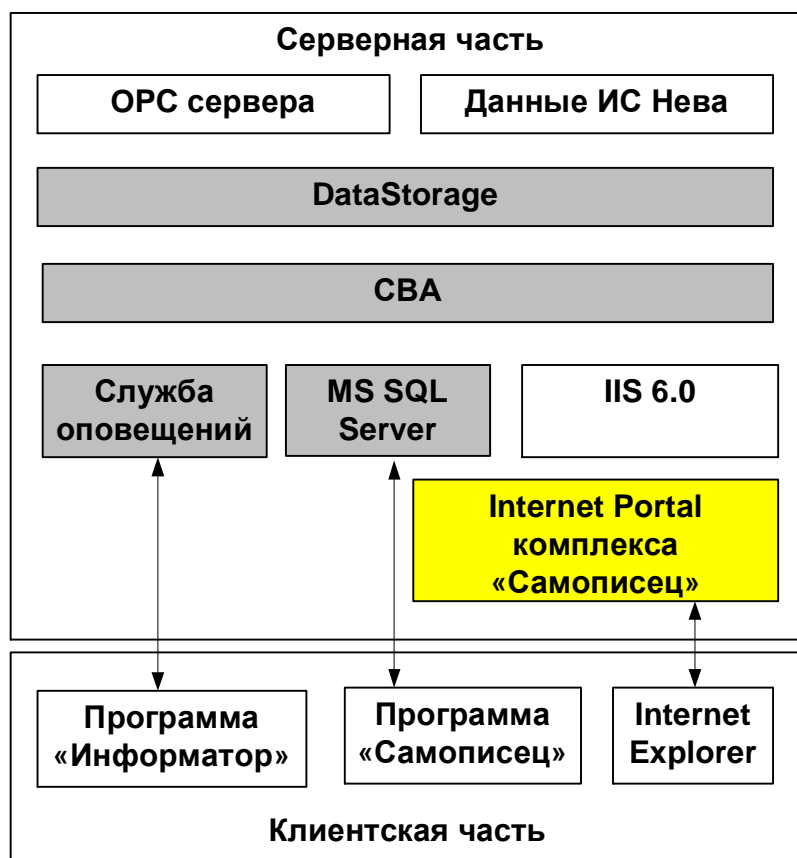 Серверная часть
OPC сервера
Данные ИС Нева
DataStorage
СВА
Служба
оповещений
MS SQL
Server
IIS 6.0
Internet Portal
комплекса
«Самописец»
Программа
«Информатор»
Программа
«Самописец»
Internet
Explorer
Клиентская часть